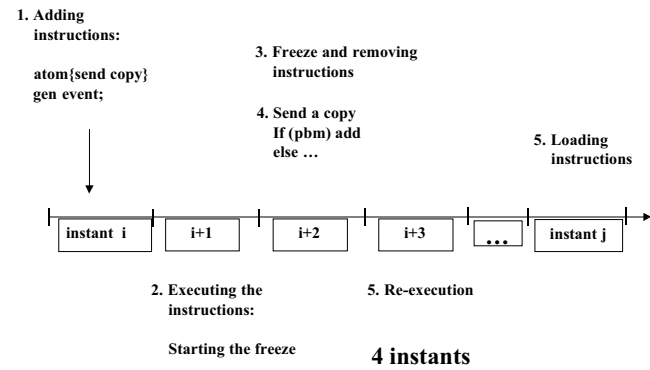 1. Adding
instructions:
atom{send copy}
gen event;
3. Freeze and removing
instructions
4. Send a copy
If (pbm) add
else …
5. Loading
instructions
instant i
i+1
i+2
i+3
...
instant j
2. Executing the
instructions:
Starting the freeze
5. Re-execution
4 instants